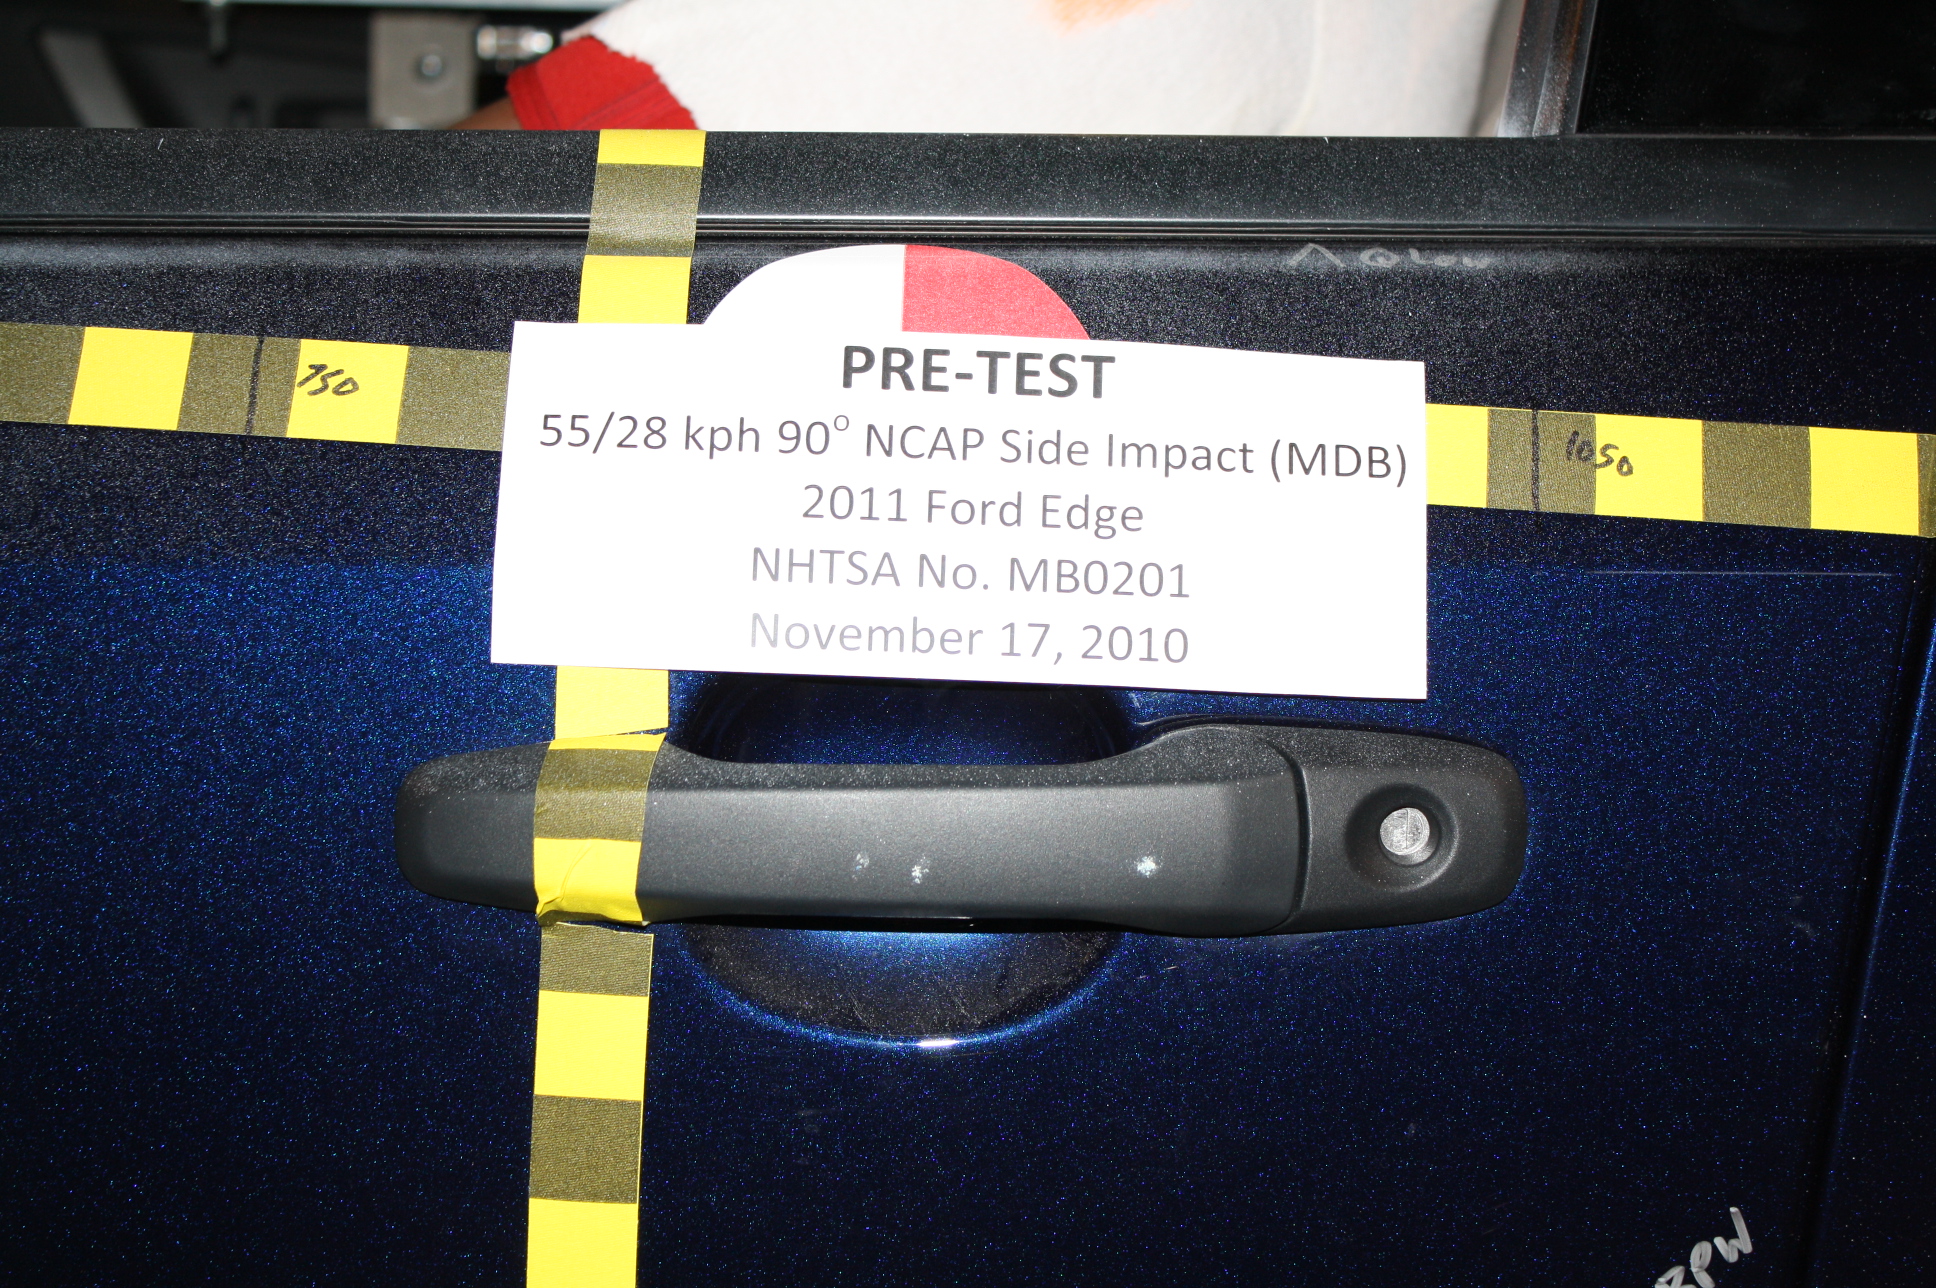 750
PRE-TEST
55/28 kph 90° NCAP Side Impact (MDB)
2011 Ford Edge
NHTSA No. MB0201
November 17, 2010
1050